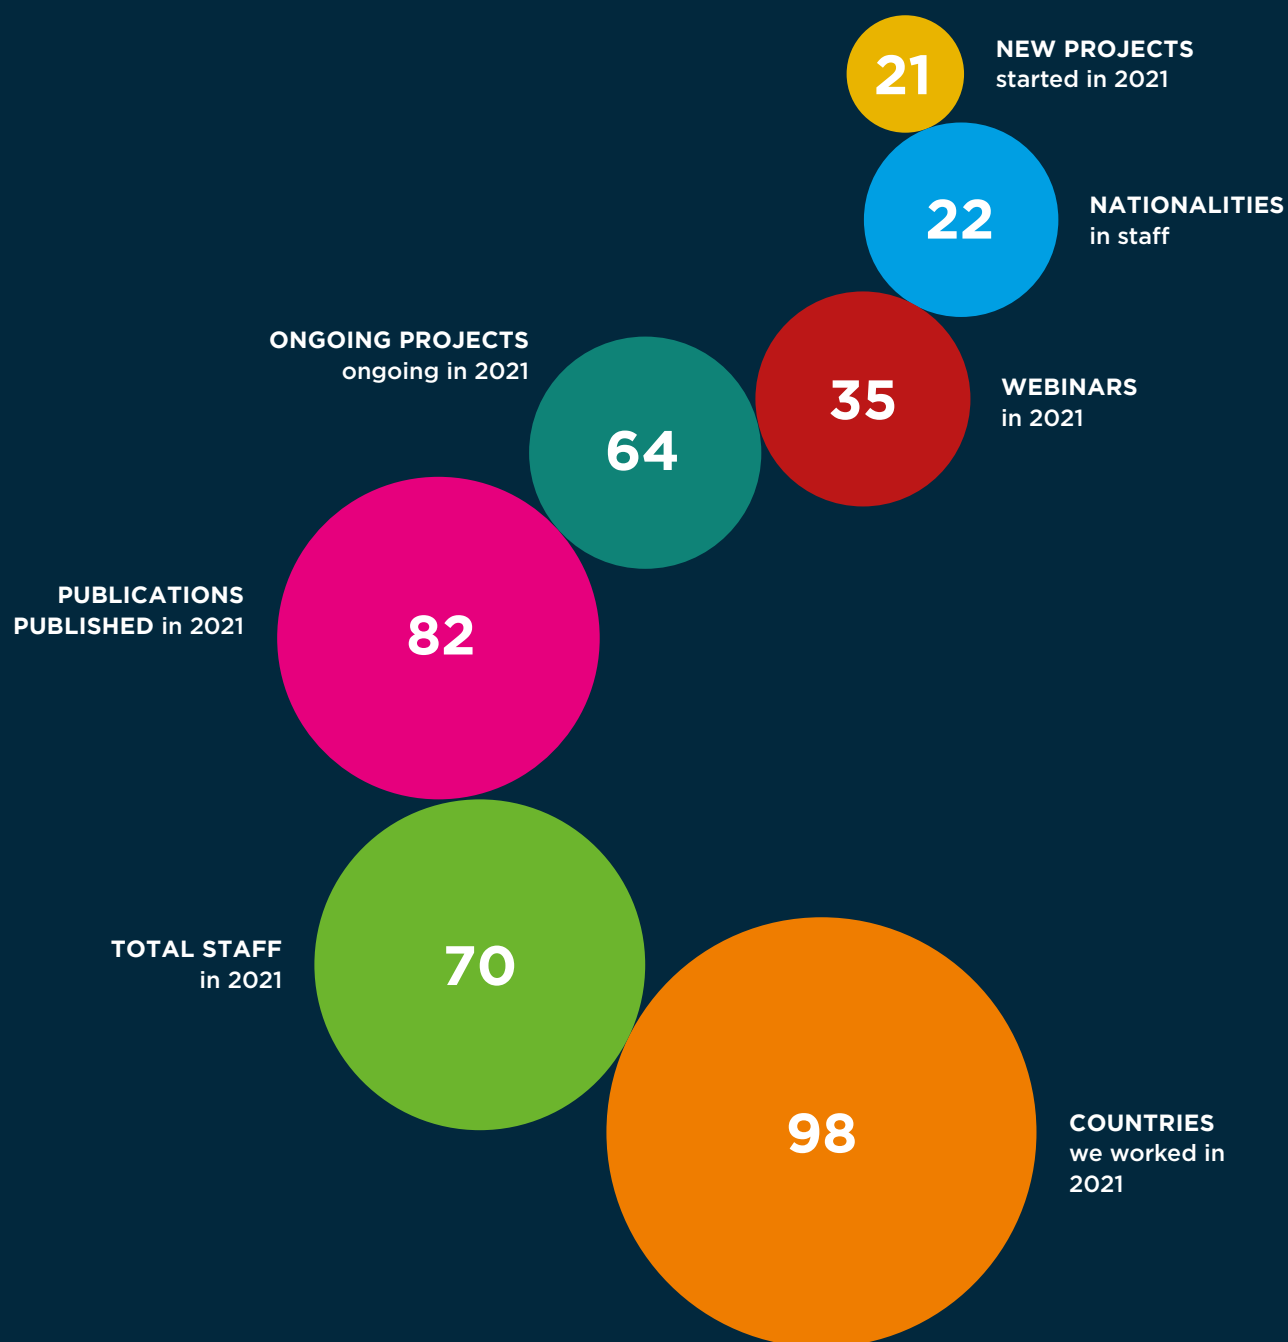 21
NEW PROJECTS
started in 2021
22
NATIONALITIES
in staff
35
WEBINARS
in 2021
ONGOING PROJECTS
ongoing in 2021
64
PUBLICATIONS
PUBLISHED in 2021
82
TOTAL STAFF
in 2021
70
98
COUNTRIES
we worked in
2021